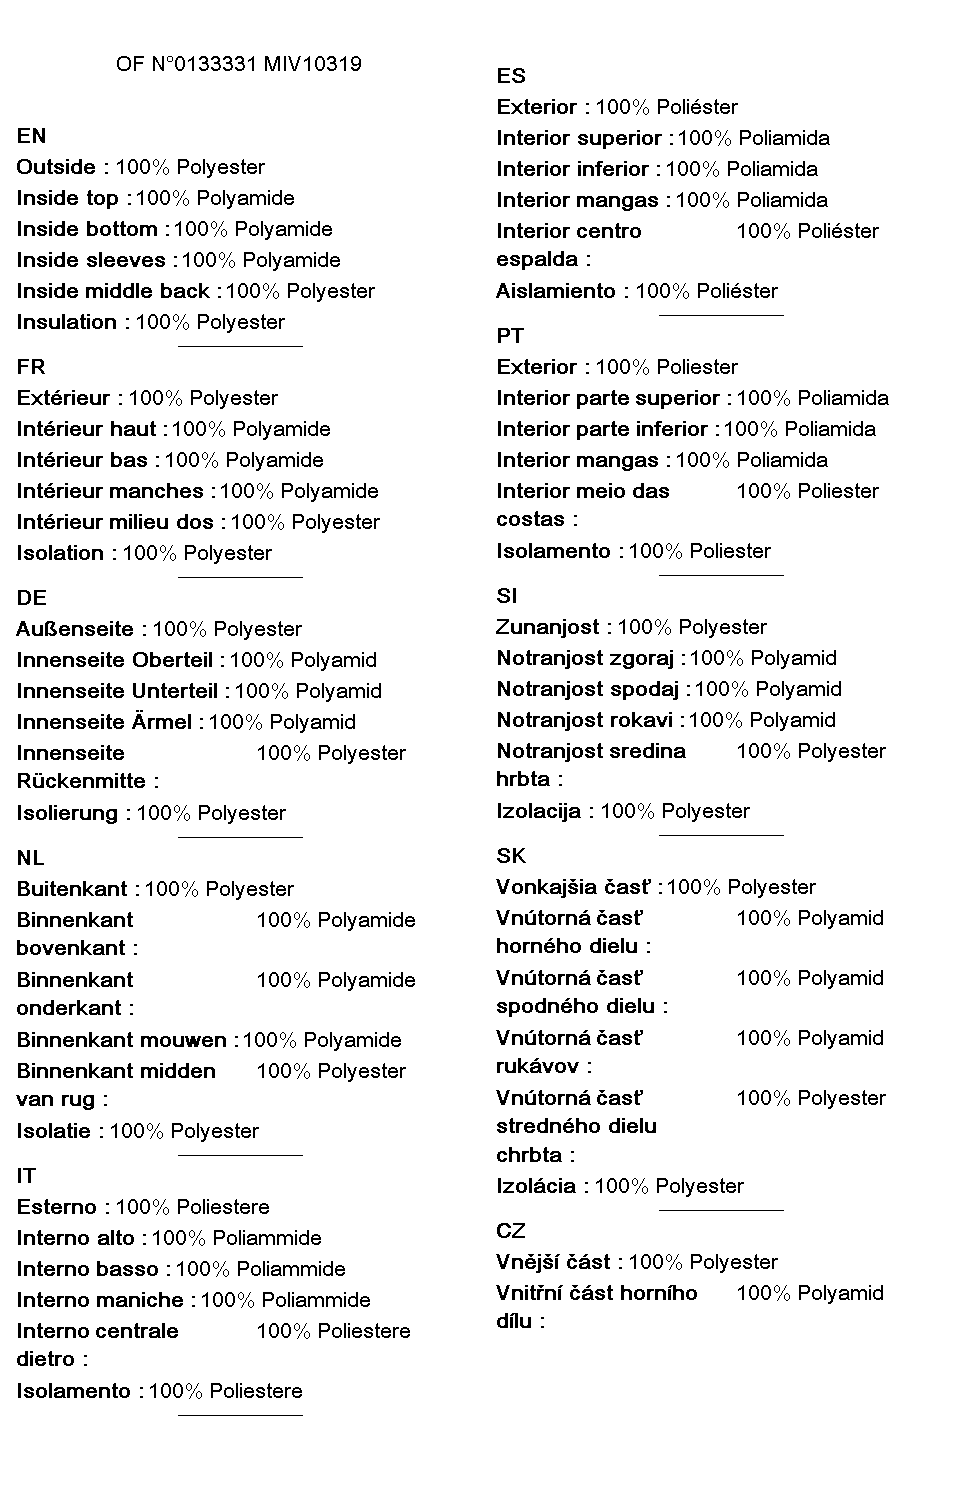 OF N°0133331 MIV10319
EN
Outside : 100% Polyester
Inside top : 100% Polyamide
Inside bottom : 100% Polyamide
Inside sleeves : 100% Polyamide
Inside middle back : 100% Polyester
Insulation : 100% Polyester
FR
Extérieur : 100% Polyester
Intérieur haut : 100% Polyamide
Intérieur bas : 100% Polyamide
Intérieur manches : 100% Polyamide
Intérieur milieu dos : 100% Polyester
Isolation : 100% Polyester
DE
Außenseite : 100% Polyester
Innenseite Oberteil : 100% Polyamid
Innenseite Unterteil : 100% Polyamid
Innenseite Ärmel : 100% Polyamid
Innenseite 100% Polyester
Rückenmitte :
Isolierung : 100% Polyester
NL
Buitenkant : 100% Polyester
Binnenkant 100% Polyamide
bovenkant :
Binnenkant 100% Polyamide
onderkant :
Binnenkant mouwen : 100% Polyamide
Binnenkant midden 100% Polyester
van rug :
Isolatie : 100% Polyester
IT
Esterno : 100% Poliestere
Interno alto : 100% Poliammide
Interno basso : 100% Poliammide
Interno maniche : 100% Poliammide
Interno centrale 100% Poliestere
dietro :
Isolamento : 100% Poliestere
ES
Exterior : 100% Poliéster
Interior superior : 100% Poliamida
Interior inferior : 100% Poliamida
Interior mangas : 100% Poliamida
Interior centro 100% Poliéster
espalda :
Aislamiento : 100% Poliéster
PT
Exterior : 100% Poliester
Interior parte superior : 100% Poliamida
Interior parte inferior : 100% Poliamida
Interior mangas : 100% Poliamida
Interior meio das 100% Poliester
costas :
Isolamento : 100% Poliester
SI
Zunanjost : 100% Polyester
Notranjost zgoraj : 100% Polyamid
Notranjost spodaj : 100% Polyamid
Notranjost rokavi : 100% Polyamid
Notranjost sredina 100% Polyester
hrbta :
Izolacija : 100% Polyester
SK
Vonkajšia časť : 100% Polyester
Vnútorná časť 100% Polyamid
horného dielu :
Vnútorná časť 100% Polyamid
spodného dielu :
Vnútorná časť 100% Polyamid
rukávov :
Vnútorná časť 100% Polyester
stredného dielu
chrbta :
Izolácia : 100% Polyester
CZ
Vnější část : 100% Polyester
Vnitřní část horního 100% Polyamid
dílu :